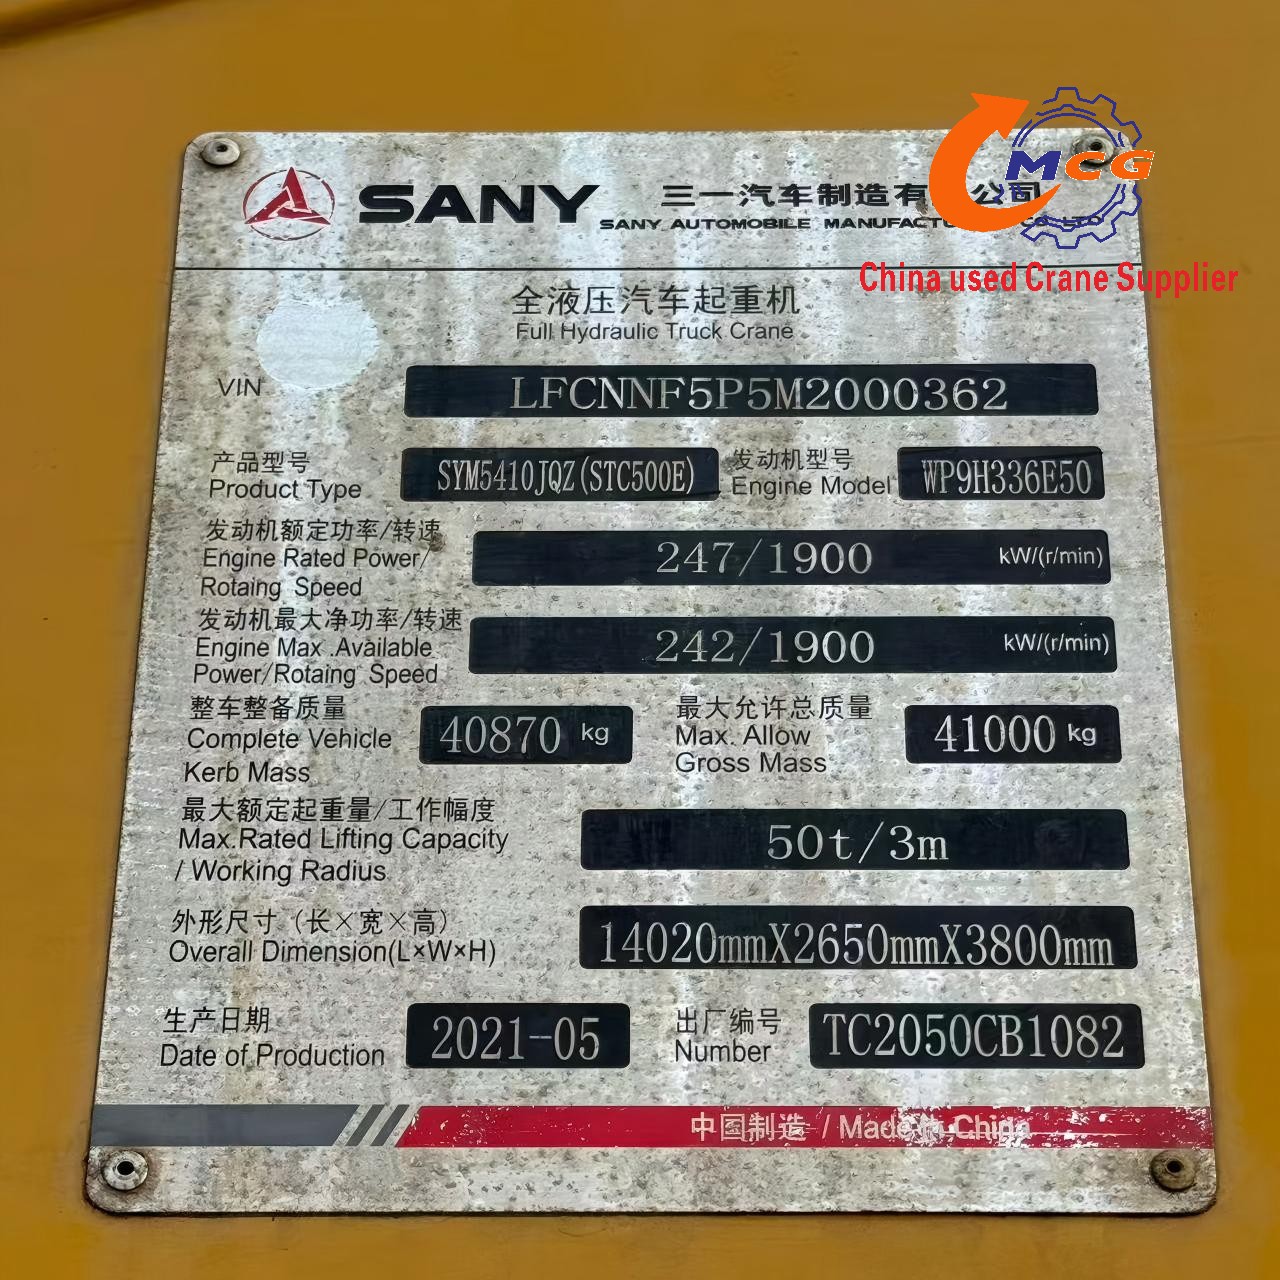 MCG
China used Crane Supplier
SANY 三一汽车制造有 公司
SANY AUTOMOBILE MANUFACTU CO LTD
全液压汽车起重机
Full Hydraulic Truck Crane
VIN LFCNNF5P5M2000362
产品型号 发动机型号
Product Type SYM5410JQZ(STC500E) Engine Model WP9H336E50
发动机额定功率/转速
Engine Rated Power/ 247/1900 kW/(r/min)
Rotaing Speed
发动机最大净功率/转速
Engine Max .Available 242/1900 kW/(r/min)
Power/Rotaing Speed
整车整备质量 最大允许总质量
Complete Vehicle 40870 kg Max. Allow 41000 kg
Kerb Mass Gross Mass
最大额定起重量/工作幅度
Max.Rated Lifting Capacity 50t/3m
/ Working Radius
外形尺寸 (长×宽×高)
Overall Dimension(L×W×H) 14020mmX2650mmX3800mm
生产日期 出厂编号
Date of Production 2021-05 Number TC2050CB1082
中国制造 / Made in China